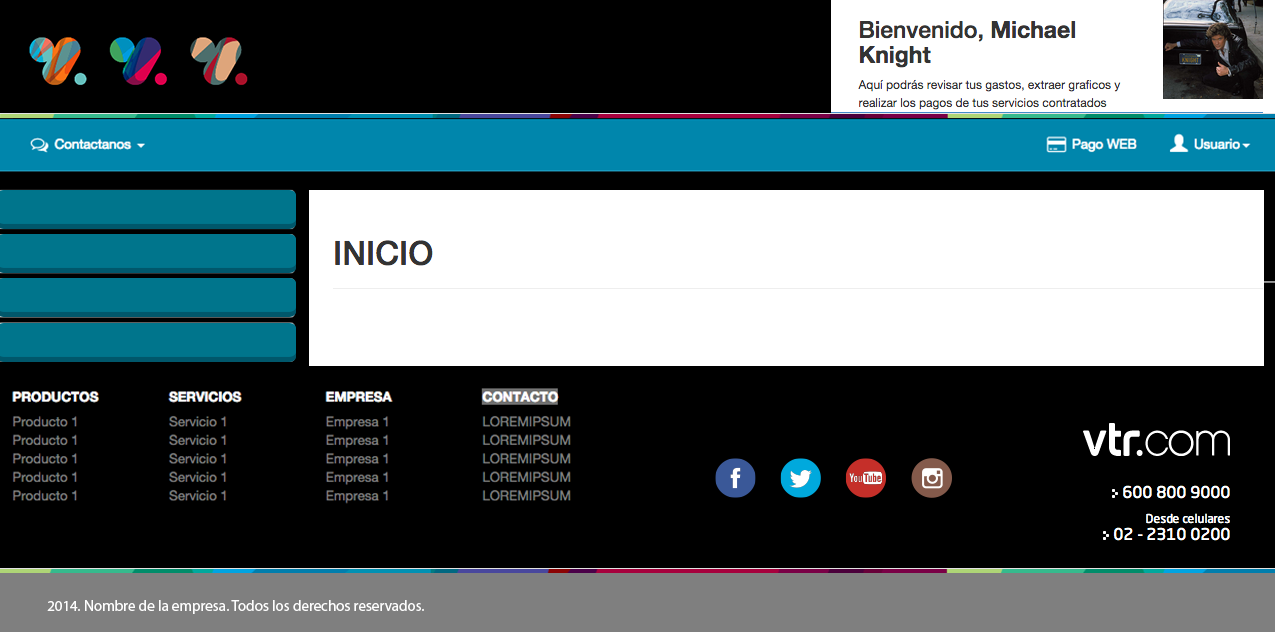 Bienvenido, Michael
Knight
Aquí podrás revisar tus gastos, extraer graficos y
realizar los pagos de tus servicios contratados
KNIGHT
Contactanos
Pago WEB
Usuario
INICIO
PRODUCTOS
Producto 1
Producto 1
Producto 1
Producto 1
Producto 1
SERVICIOS
Servicio 1
Servicio 1
Servicio 1
Servicio 1
Servicio 1
EMPRESA
Empresa 1
Empresa 1
Empresa 1
Empresa 1
Empresa 1
CONTACTO
LOREMIPSUM
LOREMIPSUM
LOREMIPSUM
LOREMIPSUM
LOREMIPSUM
f
You Tube
vtr.com
600 800 9000
Desde celulares
02 - 2310 0200
2014. Nombre de la empresa. Todos los derechos reservados.